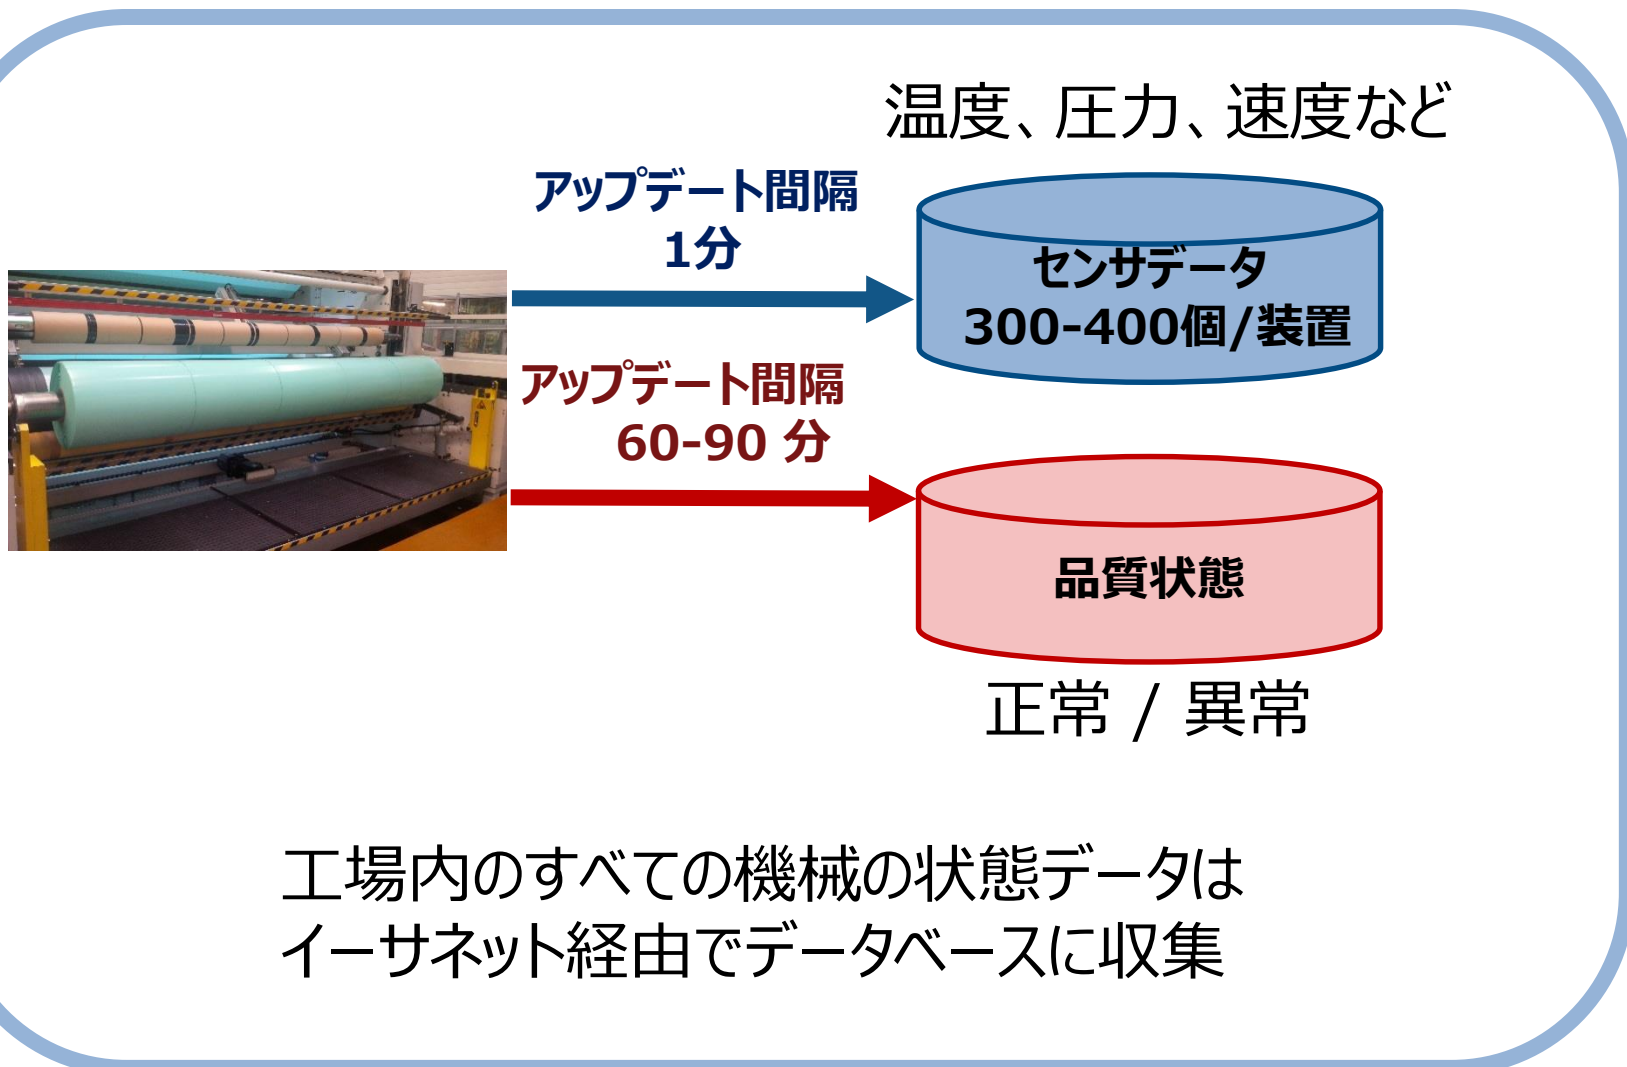 温度、圧力、速度など
アップデート間隔
1分
センサデータ
300-400個/装置
アップデート間隔
60-90 分
品質状態
正常 / 異常
工場内のすべての機械の状態データは
イーサネット経由でデータベースに収集